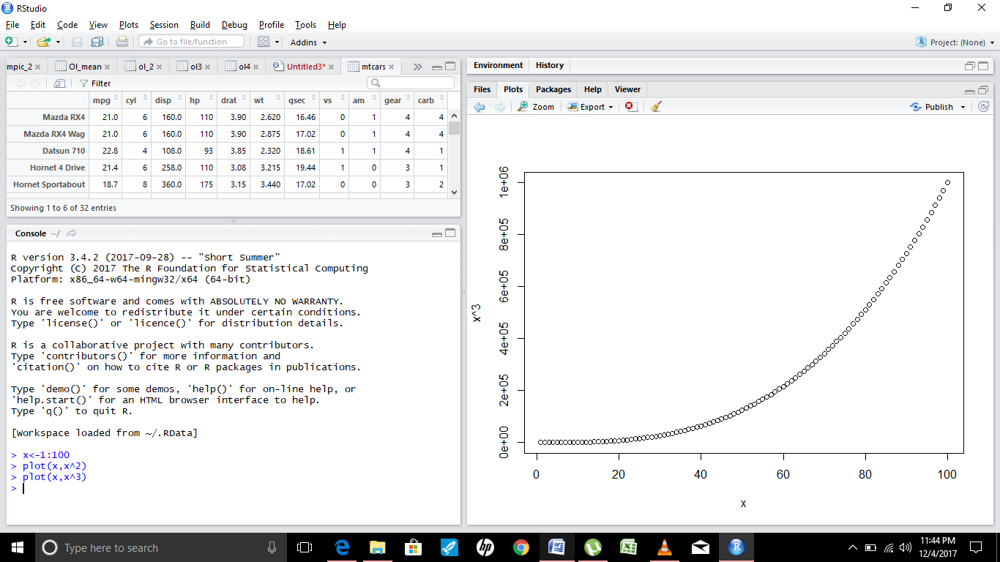 RStudio
File Edit Code View Plots Session Build Debug Profile Tools Help
Go to file/function Addins Project: (None)
mpic_2 Ol_mean ol_2 ol3 ol4 Untitled3* mtcars
Filter
mpg cyl disp hp drat wt qsec vs am gear carb
Mazda RX4 21.0 6 160.0 110 3.90 2.620 16.46 0 1 4 4
Mazda RX4 Wag 21.0 6 160.0 110 3.90 2.875 17.02 0 1 4 4
Datsun 710 22.8 4 108.0 93 3.85 2.320 18.61 1 1 4 1
Hornet 4 Drive 21.4 6 258.0 110 3.08 3.215 19.44 1 0 3 1
Hornet Sportabout 18.7 8 360.0 175 3.15 3.440 17.02 0 0 3 2
Showing 1 to 6 of 32 entries
Console ~/
R version 3.4.2 (2017-09-28) -- "Short Summer"
Copyright (C) 2017 The R Foundation for Statistical Computing
Platform: x86_64-w64-mingw32/x64 (64-bit)
R is free software and comes with ABSOLUTELY NO WARRANTY.
You are welcome to redistribute it under certain conditions.
Type 'license()' or 'licence()' for distribution details.
R is a collaborative project with many contributors.
Type 'contributors()' for more information and
'citation()' on how to cite R or R packages in publications.
Type 'demo()' for some demos, 'help()' for on-line help, or
'help.start()' for an HTML browser interface to help.
Type 'q()' to quit R.
[Workspace loaded from ~/.RData]
> x<-1:100
> plot(x,x^2)
> plot(x,x^3)
>
Environment History
Files Plots Packages Help Viewer
Zoom Export Publish
1e+06
8e+05
6e+05
4e+05
2e+05
0e+00
x^3
0 20 40 60 80 100
x
Type here to search
11:44 PM
12/4/2017